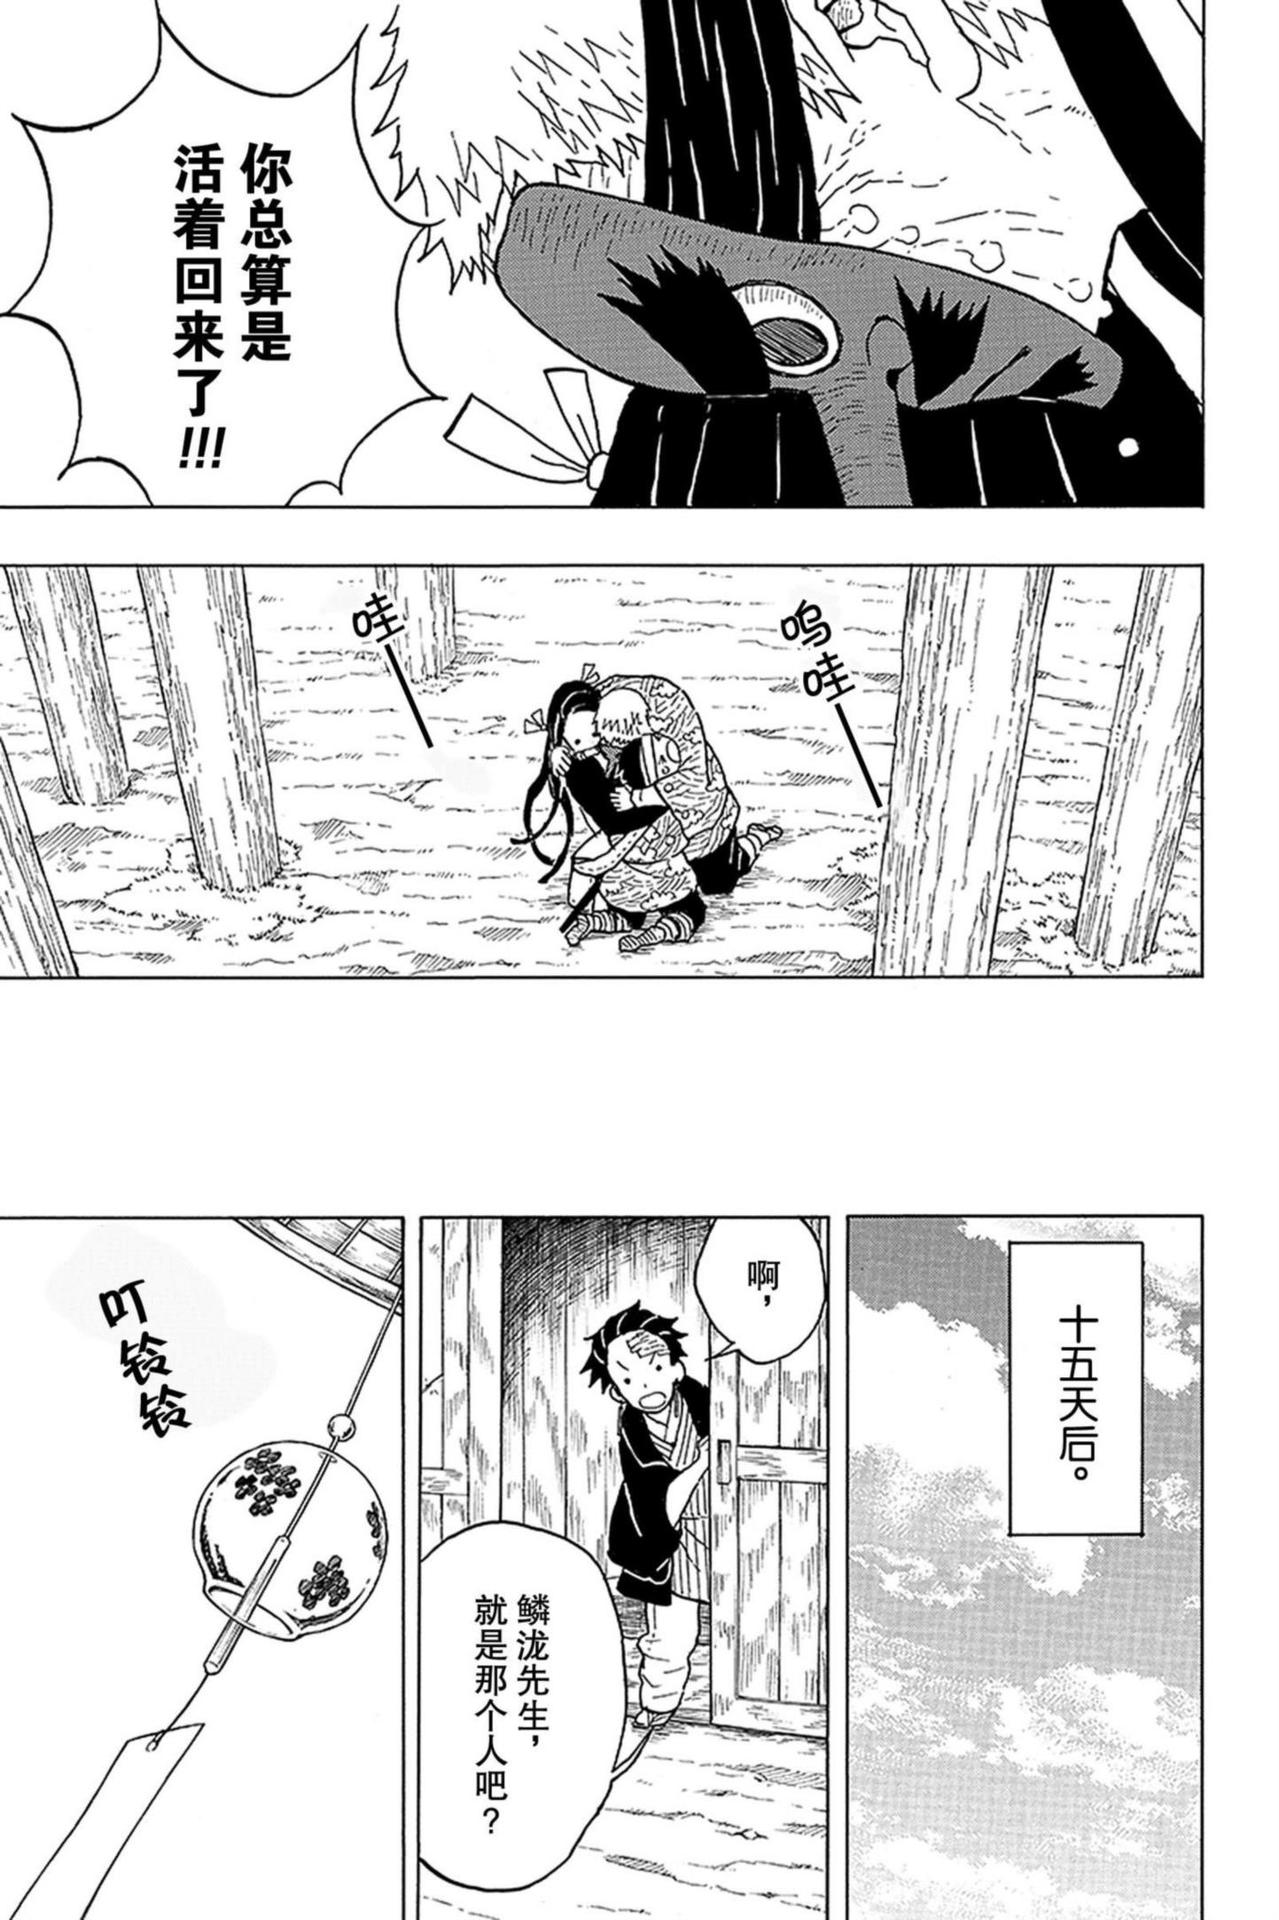 你总算是
活着回来了!!!
呜哇
哇
十五天后。
啊，
鳞泷先生，
就是那个人吧？
叮铃铃